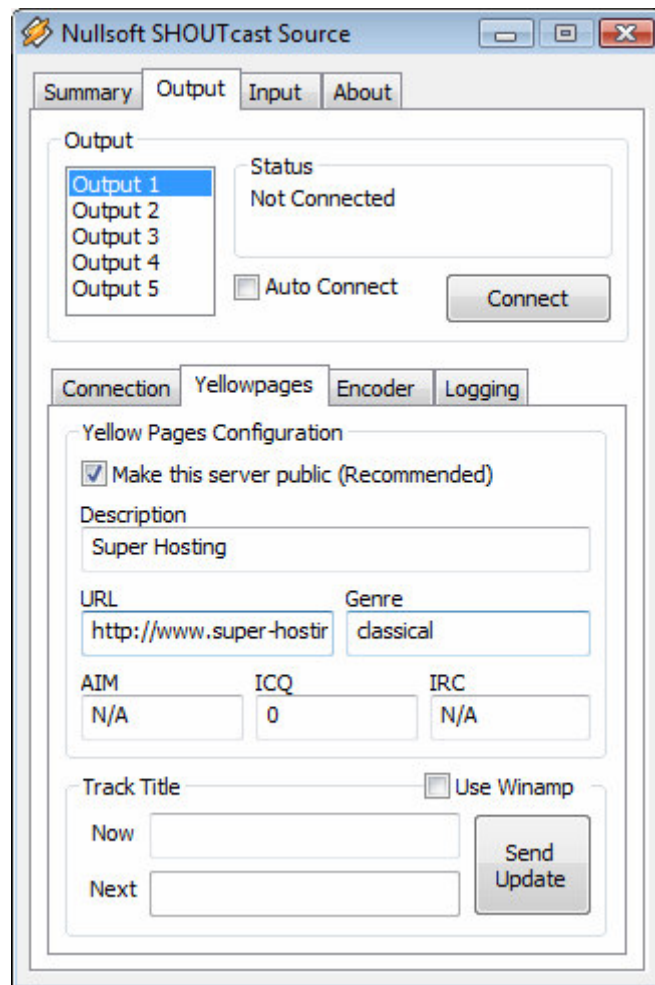 Nullsoft SHOUTcast Source
Summary Output Input About
Output
Output 1
Output 2
Output 3
Output 4
Output 5
Status
Not Connected
Auto Connect
Connect
Connection Yellowpages Encoder Logging
Yellow Pages Configuration
Make this server public (Recommended)
Description
Super Hosting
URL Genre
http://www.super-hostir classical
AIM ICQ IRC
N/A 0 N/A
Track Title Use Winamp
Now
Next
Send
Update